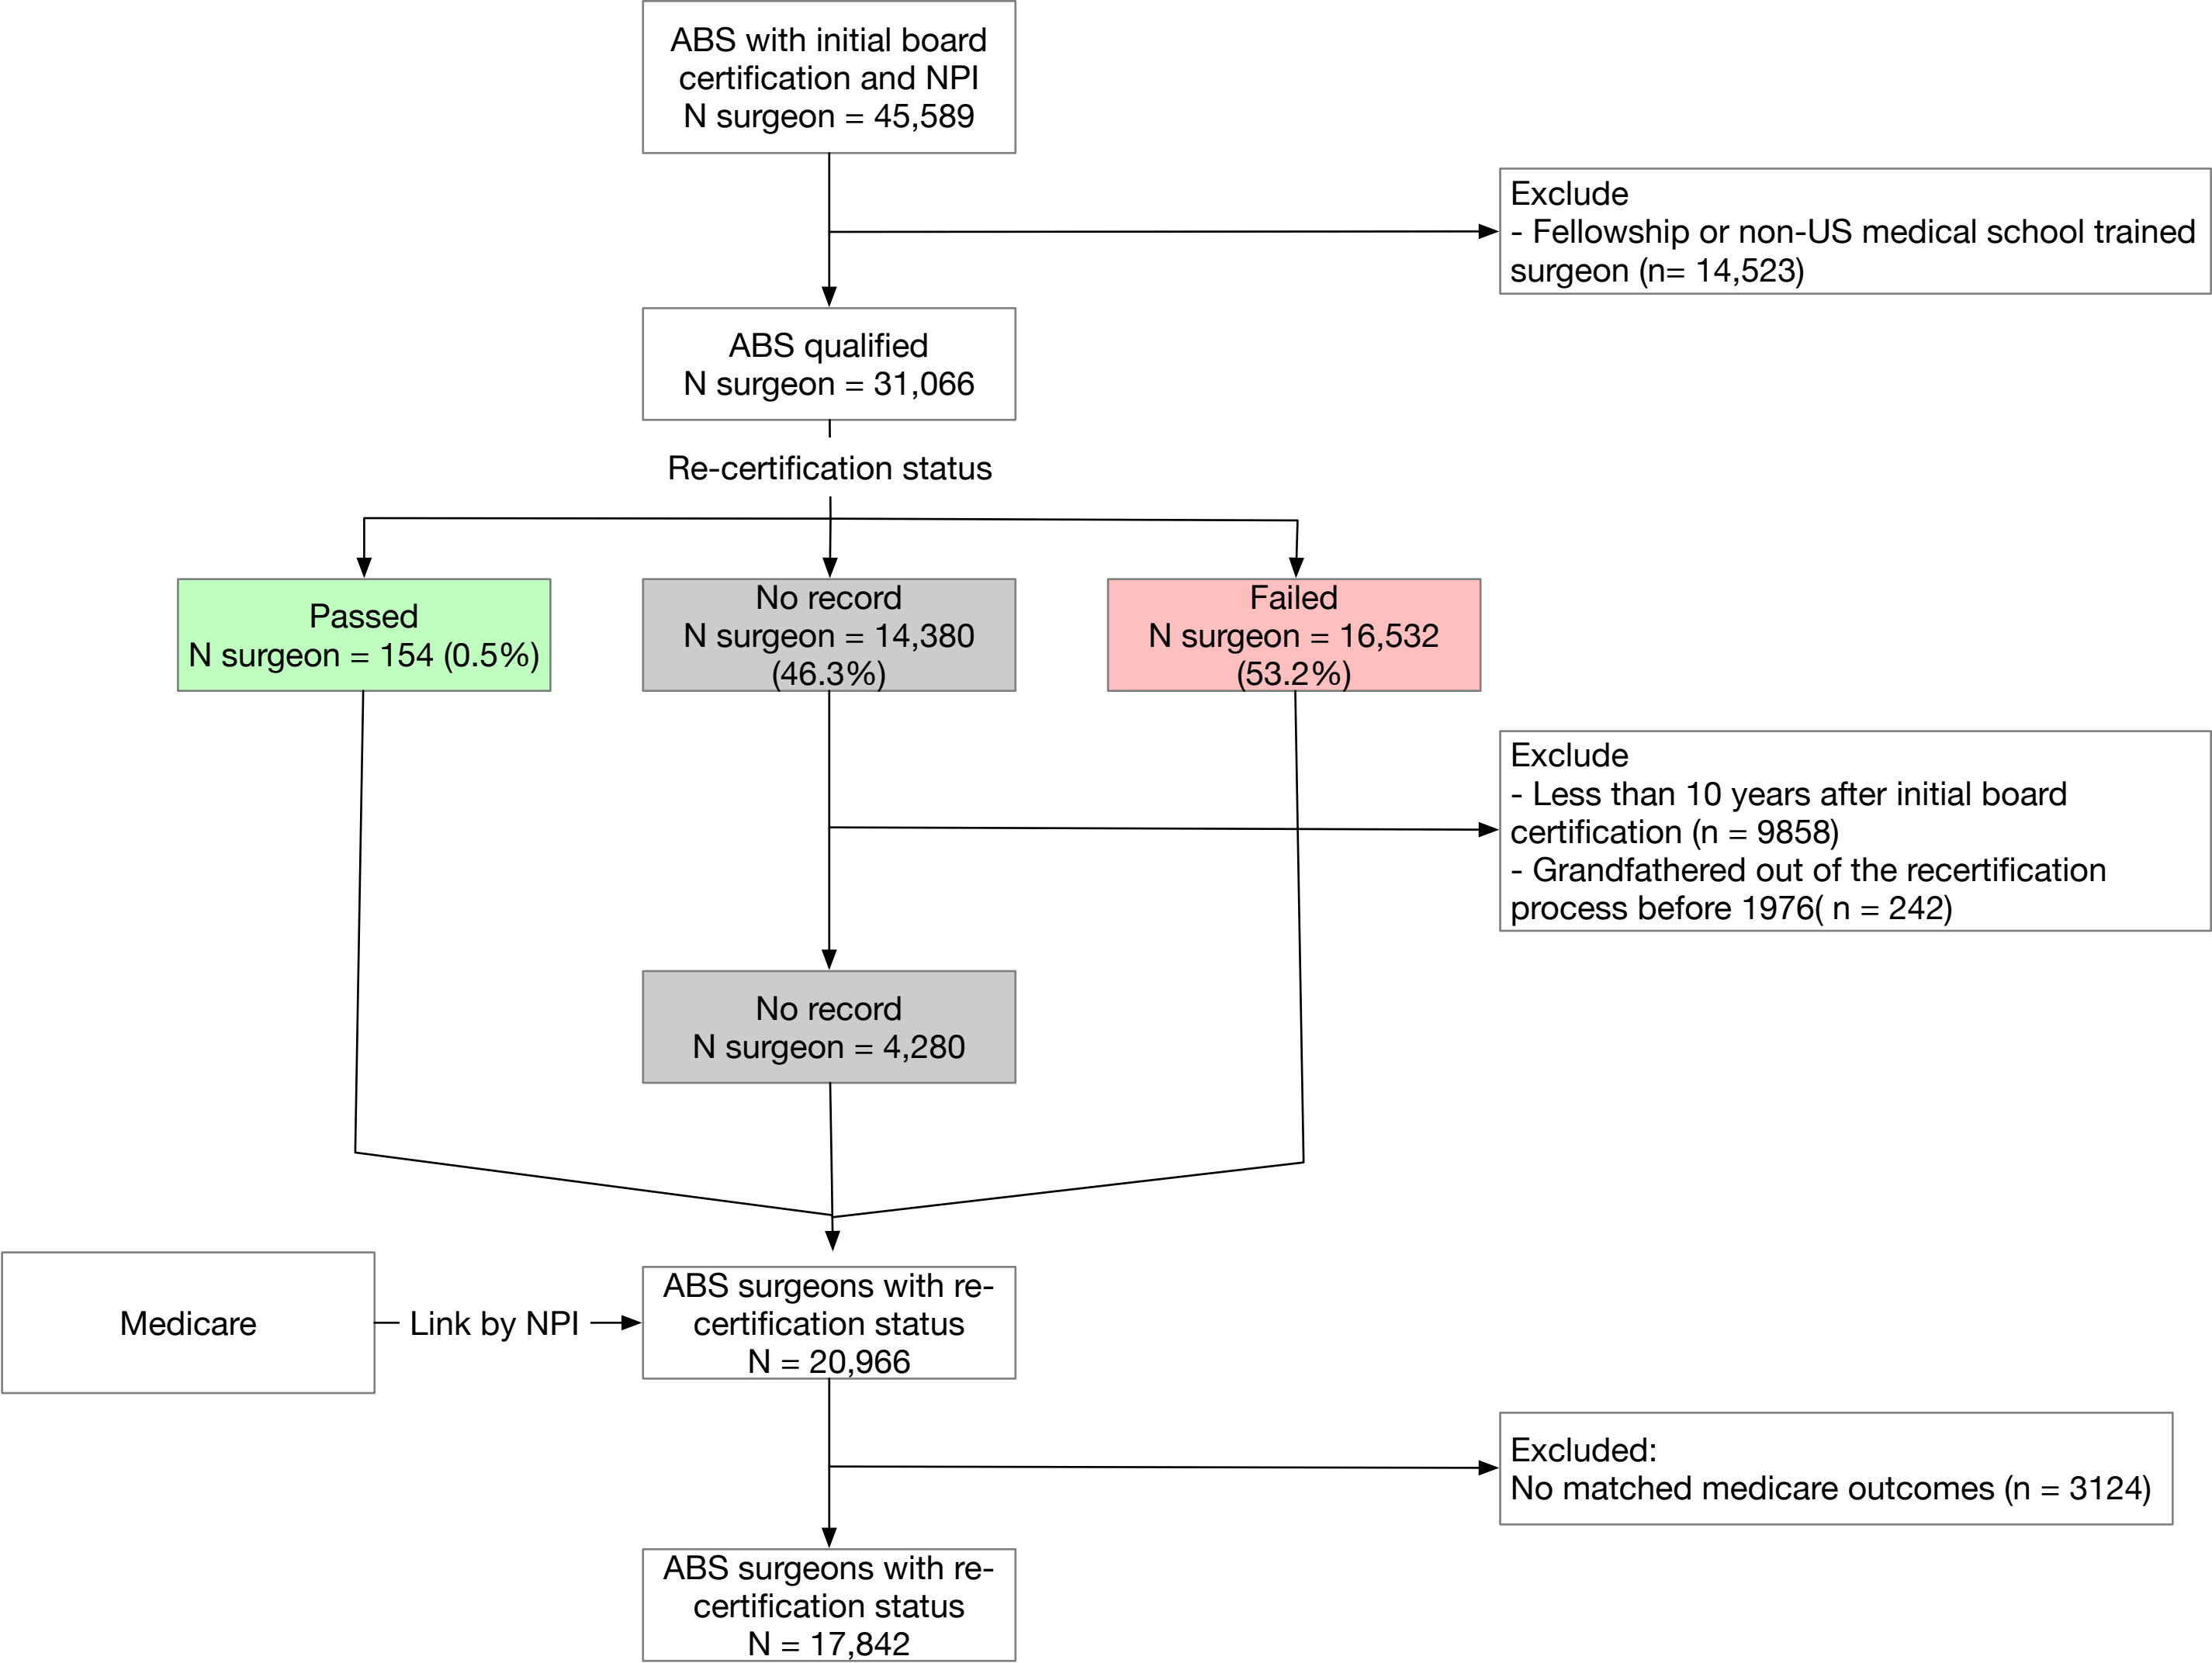 ABS with initial board
certification and NPI
N surgeon = 45,589
Exclude
- Fellowship or non-US medical school trained
surgeon (n= 14,523)
ABS qualified
N surgeon = 31,066
Re-certification status
Passed
N surgeon = 154 (0.5%)
No record
N surgeon = 14,380
(46.3%)
Failed
N surgeon = 16,532
(53.2%)
Exclude
- Less than 10 years after initial board
certification (n = 9858)
- Grandfathered out of the recertification
process before 1976( n = 242)
No record
N surgeon = 4,280
Medicare
Link by NPI
ABS surgeons with re-
certification status
N = 20,966
Excluded:
No matched medicare outcomes (n = 3124)
ABS surgeons with re-
certification status
N = 17,842